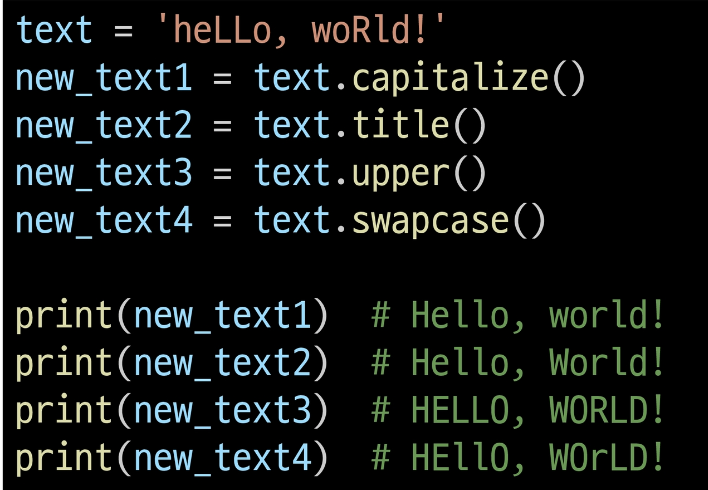 text = 'heLLo, woRld!'
new_text1 = text.capitalize()
new_text2 = text.title()
new_text3 = text.upper()
new_text4 = text.swapcase()

print(new_text1)  # Hello, world!
print(new_text2)  # Hello, World!
print(new_text3)  # HELLO, WORLD!
print(new_text4)  # HEllO, WOrLD!